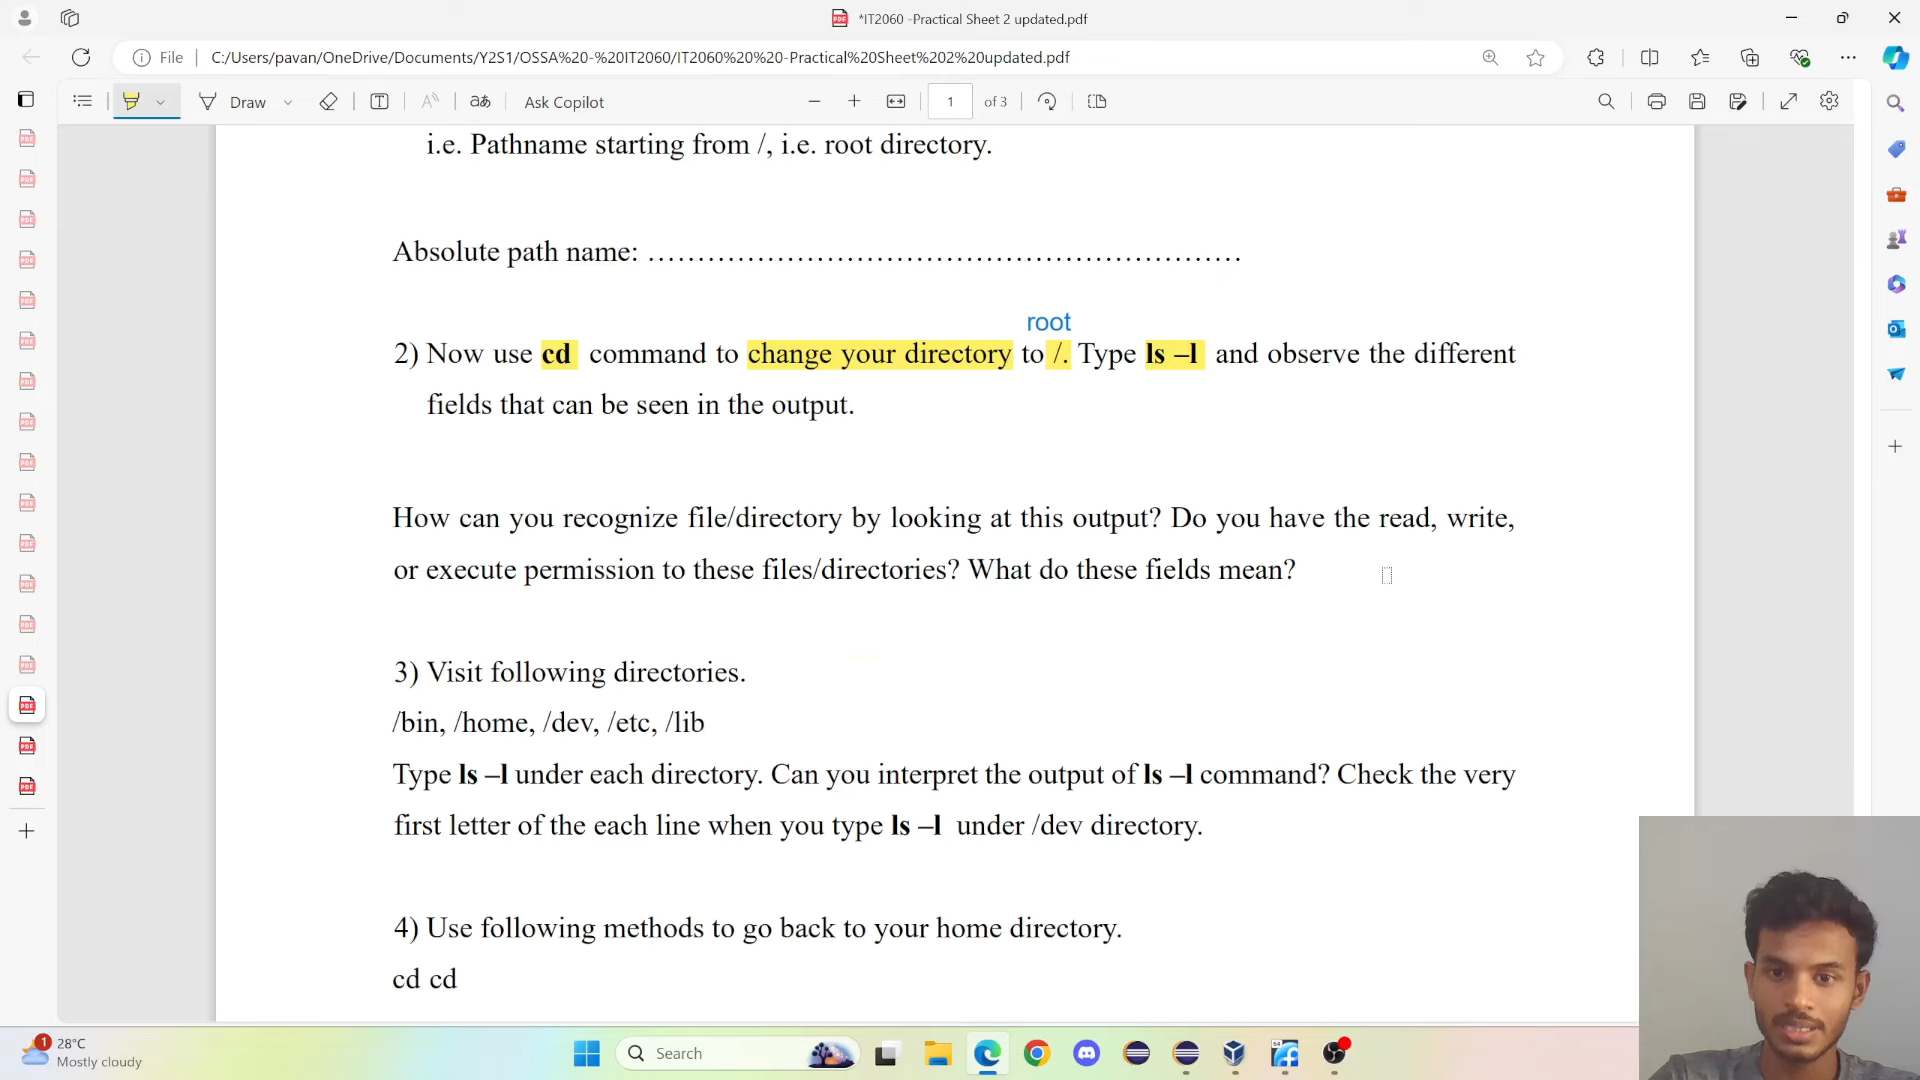 *IT2060 -Practical Sheet 2 updated.pdf
File
C:/Users/pavan/OneDrive/Documents/Y2S1/OSSA%20-%20IT2060/IT2060%20%20-Practical%20Sheet%202%20updated.pdf
Draw
aあ
Ask Copilot
1
of 3
i.e. Pathname starting from /, i.e. root directory.
Absolute path name: ……………………………………………………
root
2) Now use cd command to change your directory to /. Type ls –l and observe the different
fields that can be seen in the output.
How can you recognize file/directory by looking at this output? Do you have the read, write,
or execute permission to these files/directories? What do these fields mean?
3) Visit following directories.
/bin, /home, /dev, /etc, /lib
Type ls –l under each directory. Can you interpret the output of ls –l command? Check the very
first letter of the each line when you type ls –l under /dev directory.
4) Use following methods to go back to your home directory.
cd cd
1
28°C
Mostly cloudy
Search